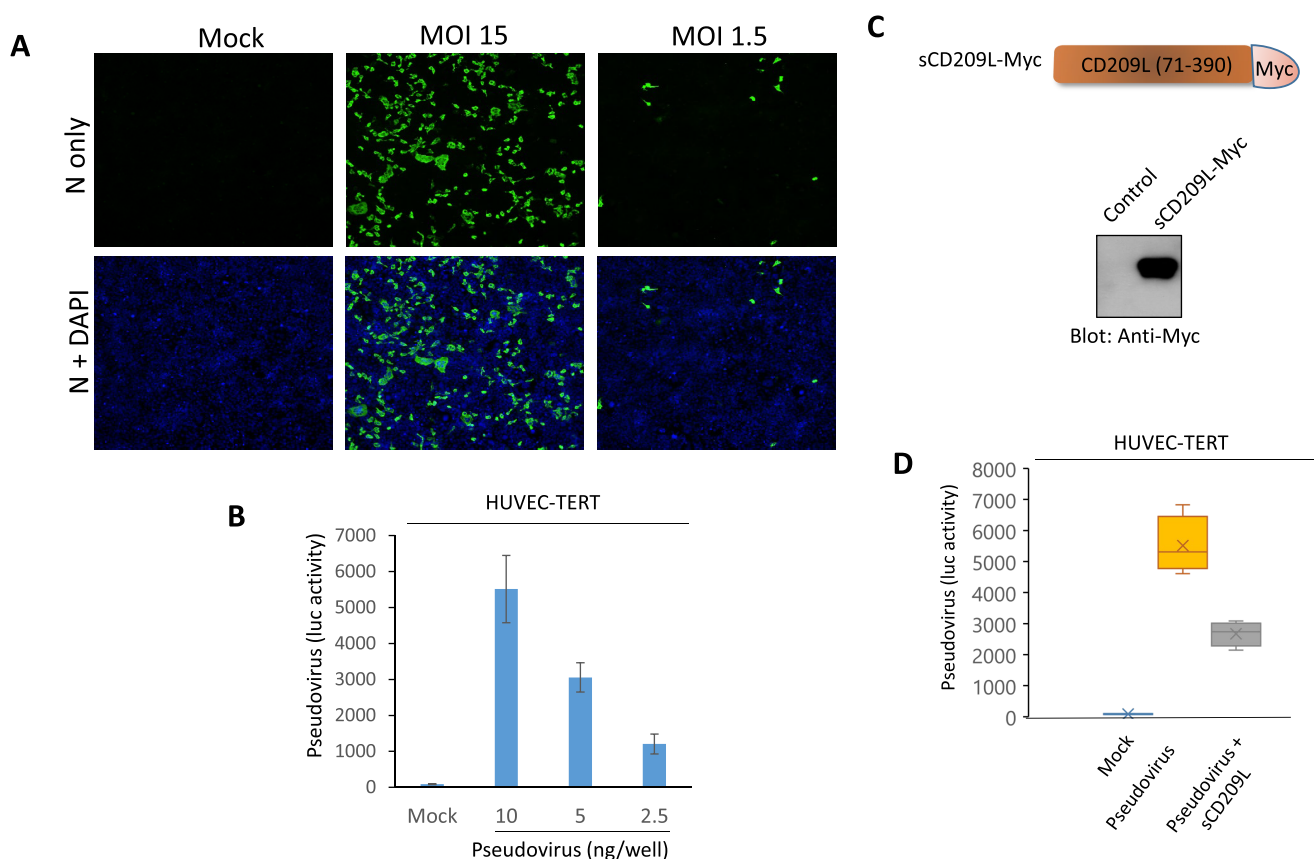 A
Mock
MOI 15
MOI 1.5
N only
N + DAPI
B
HUVEC-TERT
Pseudovirus (luc activity)
7000
6000
5000
4000
3000
2000
1000
0
Mock
10
5
2.5
Pseudovirus (ng/well)
C
sCD209L-Myc
CD209L (71-390)
Myc
Control
sCD209L-Myc
Blot: Anti-Myc
D
HUVEC-TERT
Pseudovirus (luc activity)
8000
7000
6000
5000
4000
3000
2000
1000
0
Mock
Pseudovirus
Pseudovirus +
sCD209L